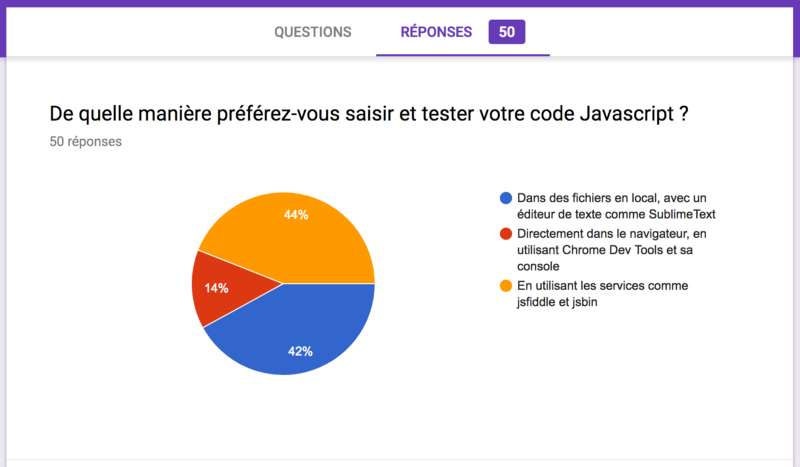 QUESTIONS
RÉPONSES 50
De quelle manière préférez-vous saisir et tester votre code Javascript ?
50 réponses
44%
14%
42%
Dans des fichiers en local, avec un
éditeur de texte comme SublimeText
Directement dans le navigateur, en
utilisant Chrome Dev Tools et sa
console
En utilisant les services comme
jsfiddle et jsbin